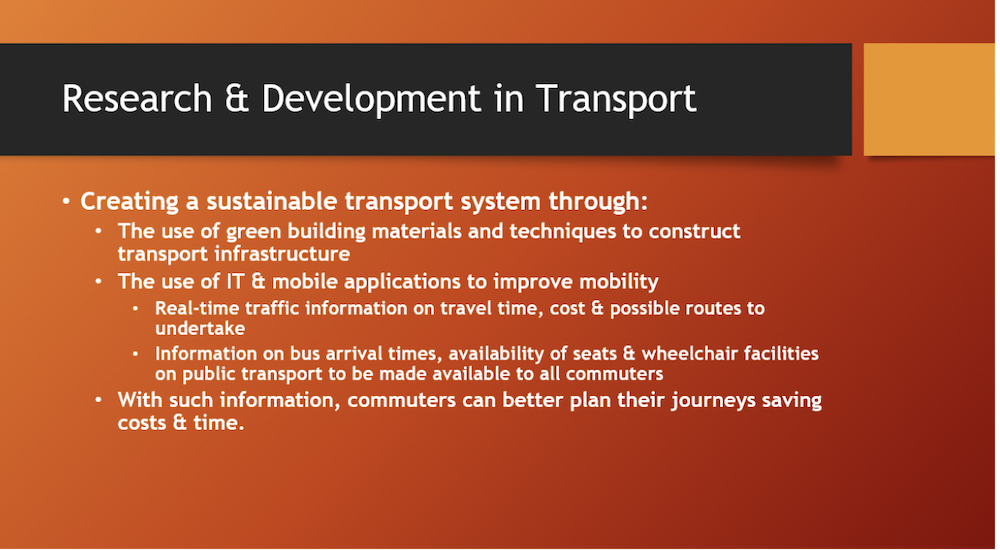 Research & Development in Transport
• Creating a sustainable transport system through:
• The use of green building materials and techniques to construct
transport infrastructure
• The use of IT & mobile applications to improve mobility
• Real-time traffic information on travel time, cost & possible routes to
undertake
• Information on bus arrival times, availability of seats & wheelchair facilities
on public transport to be made available to all commuters
• With such information, commuters can better plan their journeys saving
costs & time.